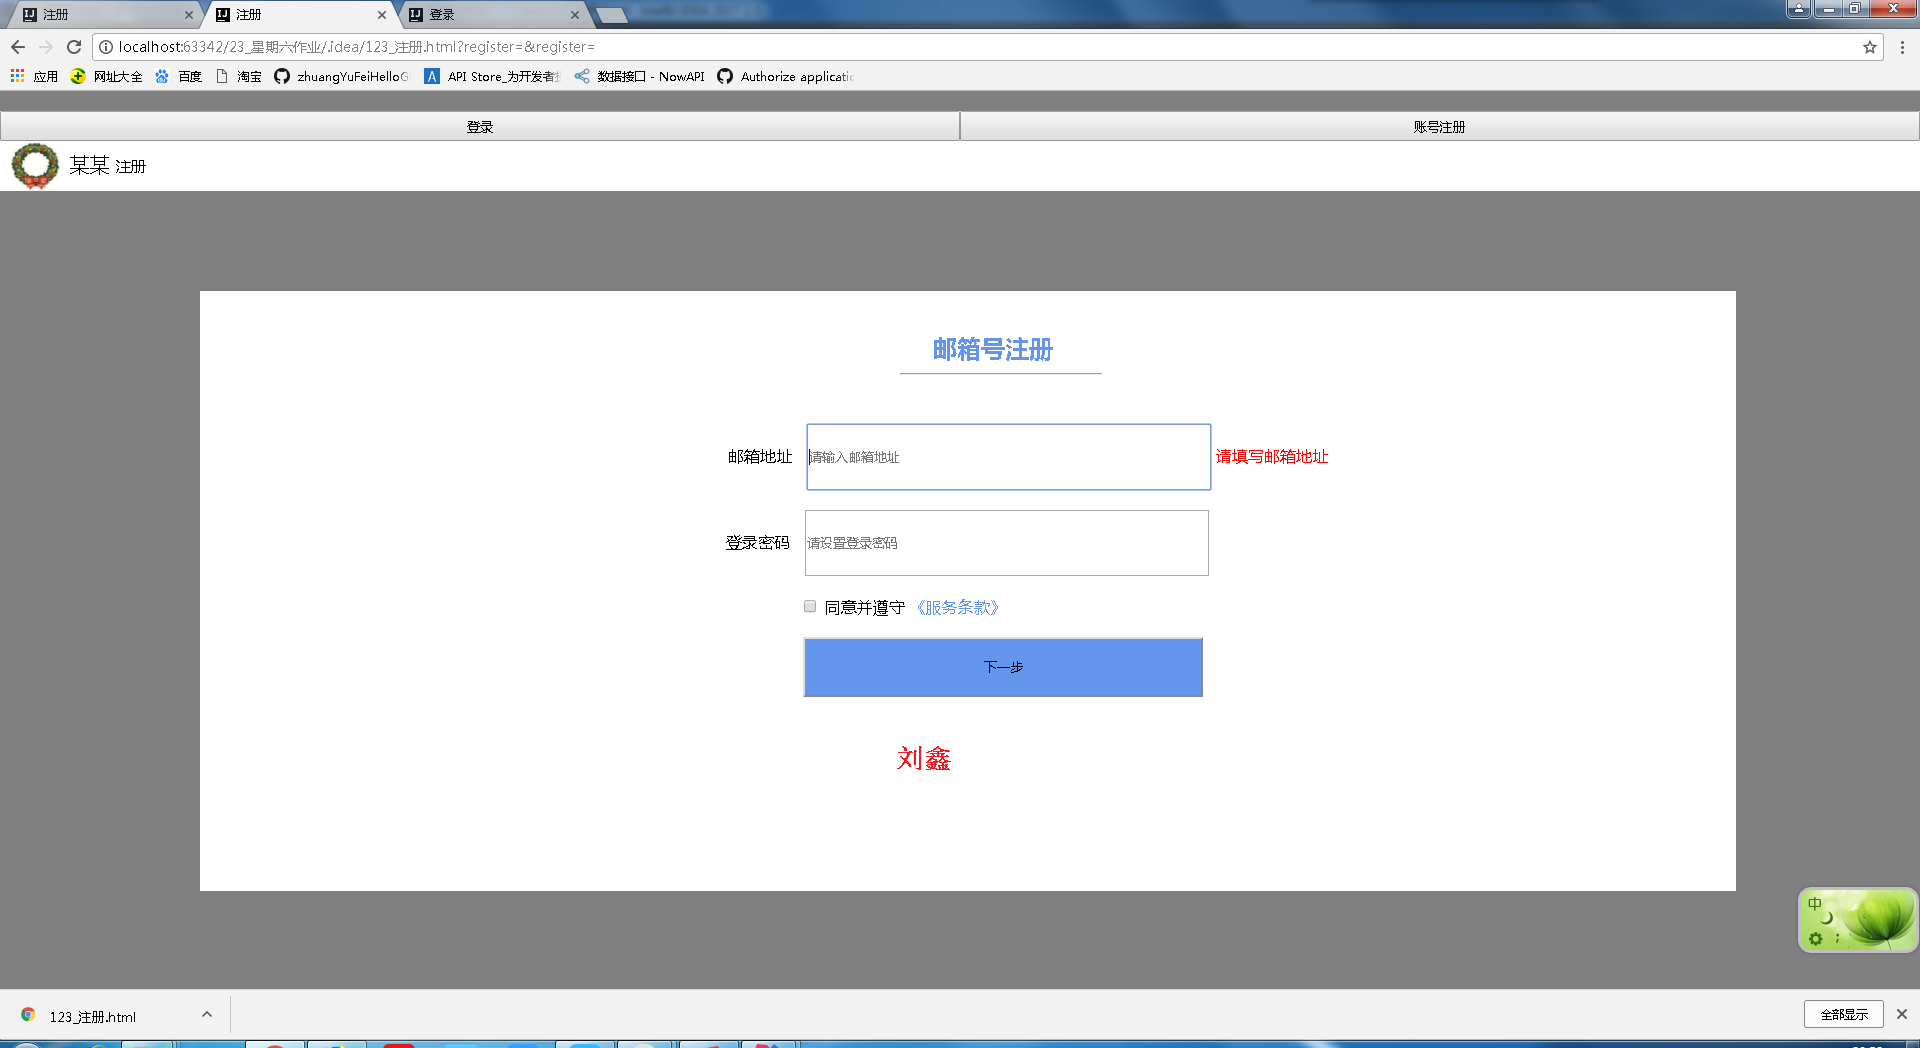 注册
注册
登录
localhost:63342/23_星期六作业/.idea/123_注册.html?register=&register=
应用 网址大全 百度 淘宝 zhuangYuFeiHelloG API Store_为开发者 数据接口 - NowAPI Authorize applicatic
登录 账号注册
某某 注册
邮箱号注册
邮箱地址 请输入邮箱地址 请填写邮箱地址
登录密码 请设置登录密码
同意并遵守 《服务条款》
下一步
刘鑫
中
123_注册.html 全部显示